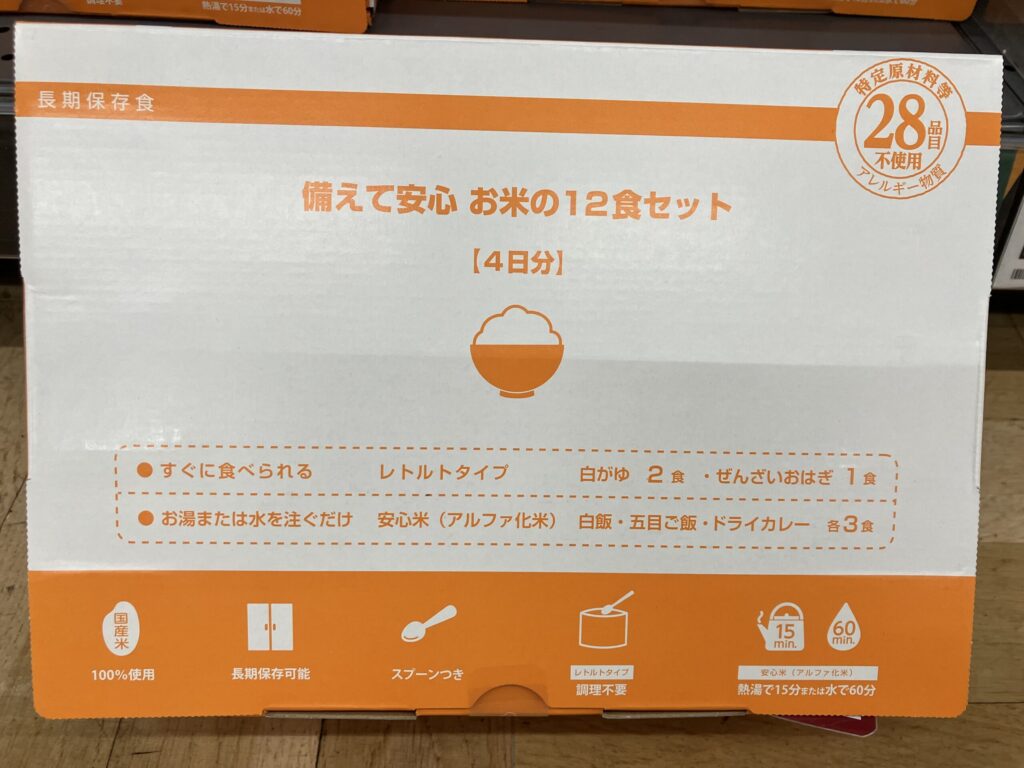 調理不要
熱湯で15分または水で60分
長期保存食
特定原材料等
28品目
不使用
アレルギー物質
備えて安心 お米の12食セット
【4日分】
●すぐに食べられる レトルトタイプ 白がゆ 2食 ・ぜんざいおはぎ 1食
●お湯または水を注ぐだけ 安心米（アルファ化米） 白飯・五目ご飯・ドライカレー 各3食
国産米
100%使用
長期保存可能
スプーンつき
レトルトタイプ
調理不要
15 min.
60 min.
安心米（アルファ化米）
熱湯で15分または水で60分